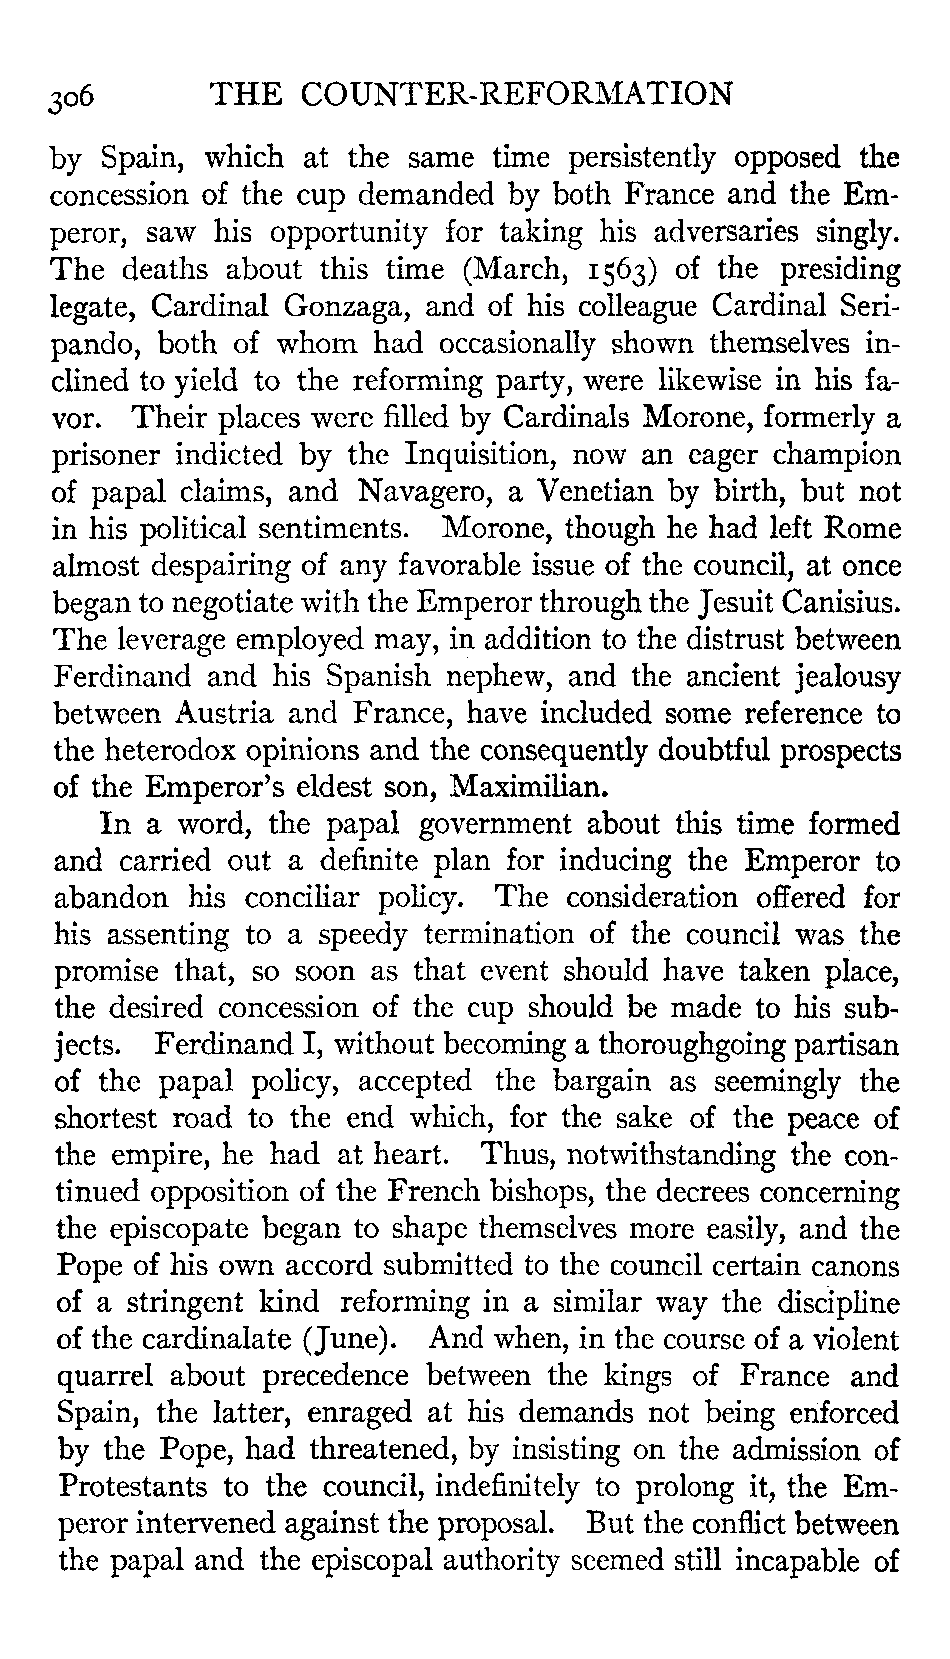 306 THE COUNTER-REFORMATION
by Spain, which at the same time persistently opposed the
concession of the cup demanded by both France and the Em-
peror, saw his opportunity for taking his adversaries singly.
The deaths about this time (March, 1563) of the presiding
legate, Cardinal Gonzaga, and of his colleague Cardinal Seri-
pando, both of whom had occasionally shown themselves in-
clined to yield to the reforming party, were likewise in his fa-
vor. Their places were filled by Cardinals Morone, formerly a
prisoner indicted by the Inquisition, now an eager champion
of papal claims, and Navagero, a Venetian by birth, but not
in his political sentiments. Morone, though he had left Rome
almost despairing of any favorable issue of the council, at once
began to negotiate with the Emperor through the Jesuit Canisius.
The leverage employed may, in addition to the distrust between
Ferdinand and his Spanish nephew, and the ancient jealousy
between Austria and France, have included some reference to
the heterodox opinions and the consequently doubtful prospects
of the Emperor's eldest son, Maximilian.
In a word, the papal government about this time formed
and carried out a definite plan for inducing the Emperor to
abandon his conciliar policy. The consideration offered for
his assenting to a speedy termination of the council was the
promise that, so soon as that event should have taken place,
the desired concession of the cup should be made to his sub-
jects. Ferdinand I, without becoming a thoroughgoing partisan
of the papal policy, accepted the bargain as seemingly the
shortest road to the end which, for the sake of the peace of
the empire, he had at heart. Thus, notwithstanding the con-
tinued opposition of the French bishops, the decrees concerning
the episcopate began to shape themselves more easily, and the
Pope of his own accord submitted to the council certain canons
of a stringent kind reforming in a similar way the discipline
of the cardinalate (June). And when, in the course of a violent
quarrel about precedence between the kings of France and
Spain, the latter, enraged at his demands not being enforced
by the Pope, had threatened, by insisting on the admission of
Protestants to the council, indefinitely to prolong it, the Em-
peror intervened against the proposal. But the conflict between
the papal and the episcopal authority seemed still incapable of